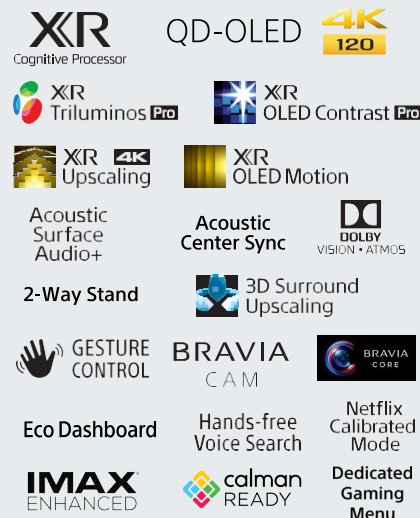 XR
Cognitive Processor
QD-OLED
4K
120
XR
Triluminos Pro
XR
OLED Contrast Pro
XR 4K
Upscaling
XR
OLED Motion
Acoustic
Surface
Audio+
Acoustic
Center Sync
DOLBY
VISION • ATMOS
2-Way Stand
3D Surround
Upscaling
GESTURE
CONTROL
BRAVIA
CAM
BRAVIA
CORE
Eco Dashboard
Hands-free
Voice Search
Netflix
Calibrated
Mode
IMAX
ENHANCED
calman
READY
Dedicated
Gaming
Menu